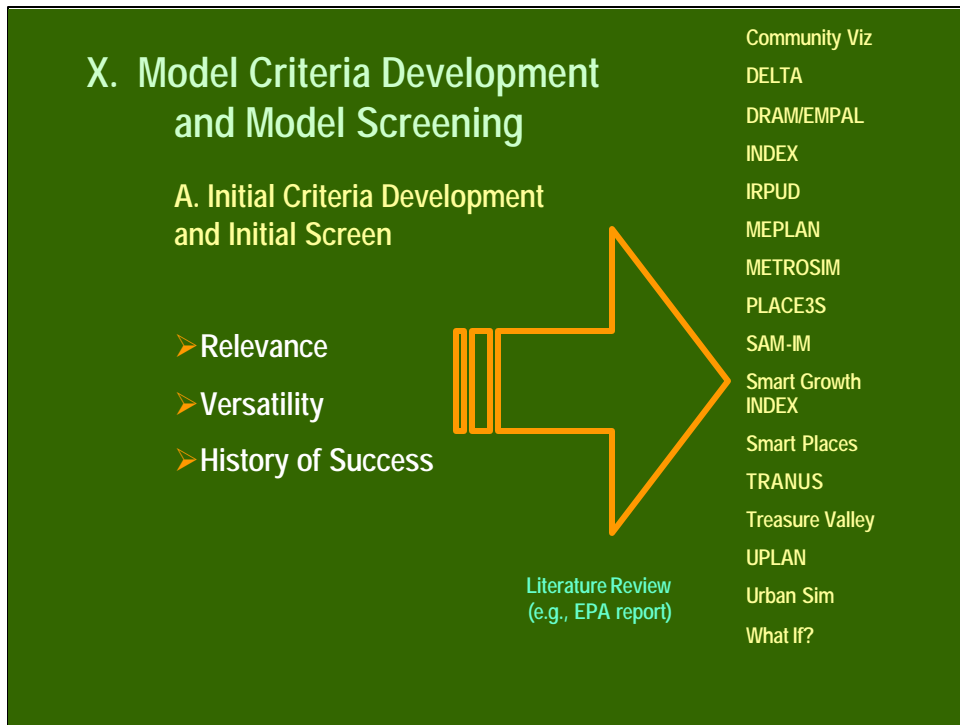 X. Model Criteria Development
and Model Screening
A. Initial Criteria Development
and Initial Screen
➢Relevance
➢Versatility
➢History of Success
Literature Review
(e.g., EPA report)
Community Viz
DELTA
DRAM/EMPAL
INDEX
IRPUD
MEPLAN
METROSIM
PLACE3S
SAM-IM
Smart Growth
INDEX
Smart Places
TRANUS
Treasure Valley
UPLAN
Urban Sim
What If?